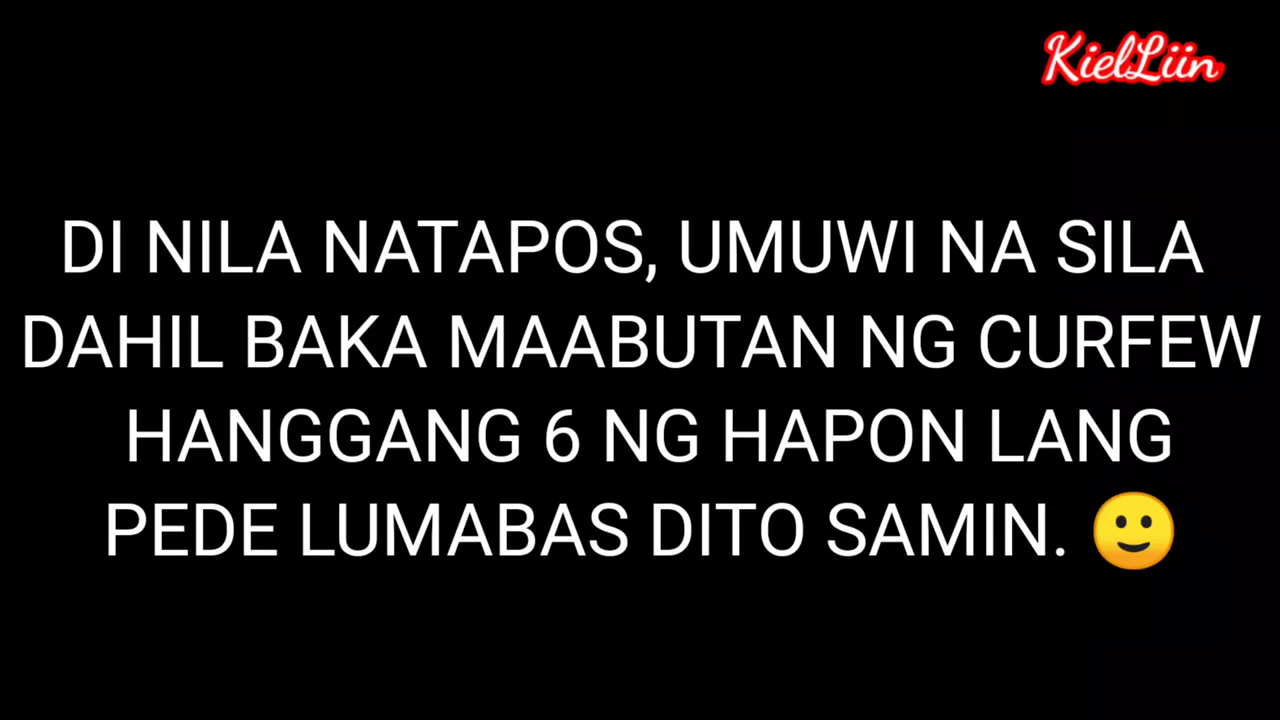 KielLiin
DI NILA NATAPOS, UMUWI NA SILA
DAHIL BAKA MAABUTAN NG CURFEW
HANGGANG 6 NG HAPON LANG
PEDE LUMABAS DITO SAMIN. 🙂